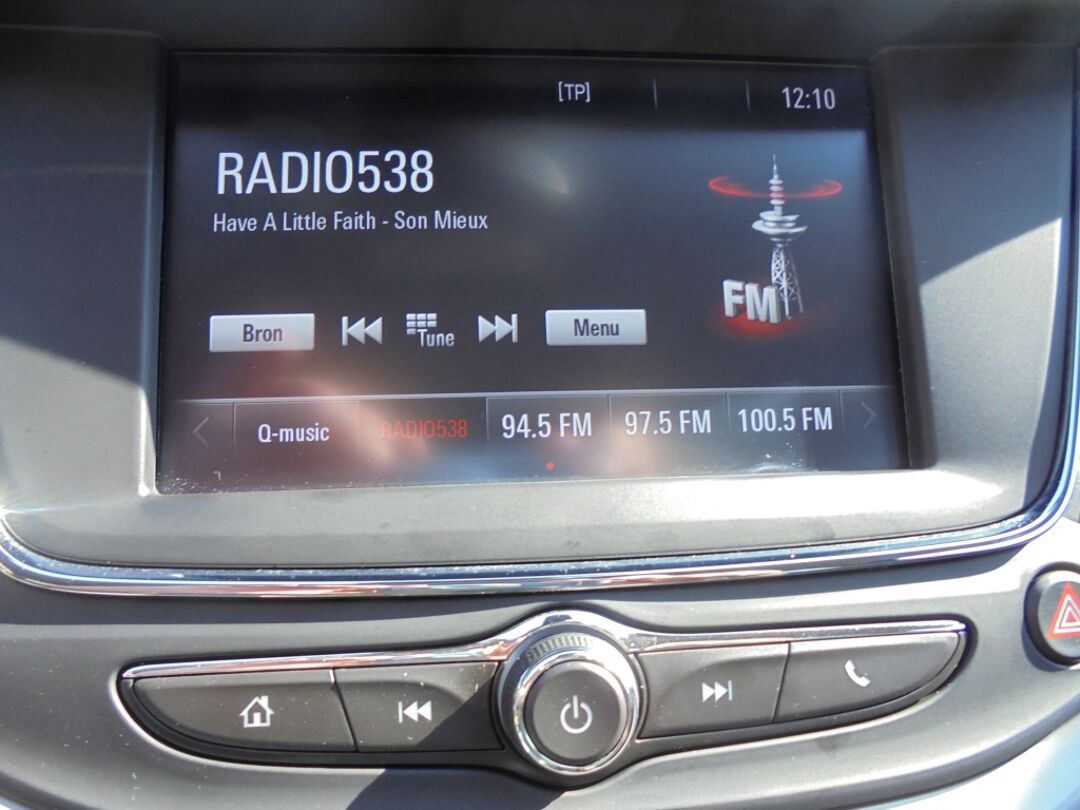 [TP] 12:10
RADIO538
Have A Little Faith - Son Mieux
FM
Bron Tune Menu
Q-music RADIO538 94.5 FM 97.5 FM 100.5 FM